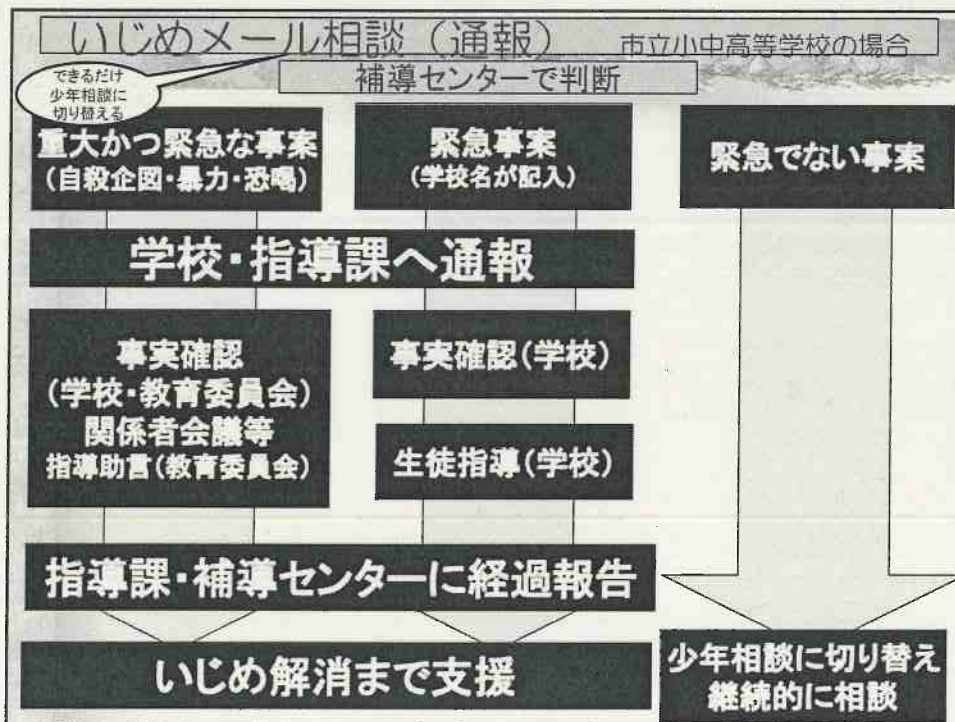 いじめメール相談(通報) 市立小中高等学校の場合
補導センターで判断
できるだけ
少年相談に
切り替える
重大かつ緊急な事案
(自殺企図・暴力・恐喝)
緊急事案
(学校名が記入)
緊急でない事案
学校・指導課へ通報
事実確認
(学校・教育委員会)
関係者会議等
指導助言(教育委員会)
事実確認(学校)
生徒指導(学校)
指導課・補導センターに経過報告
いじめ解消まで支援
少年相談に切り替え
継続的に相談